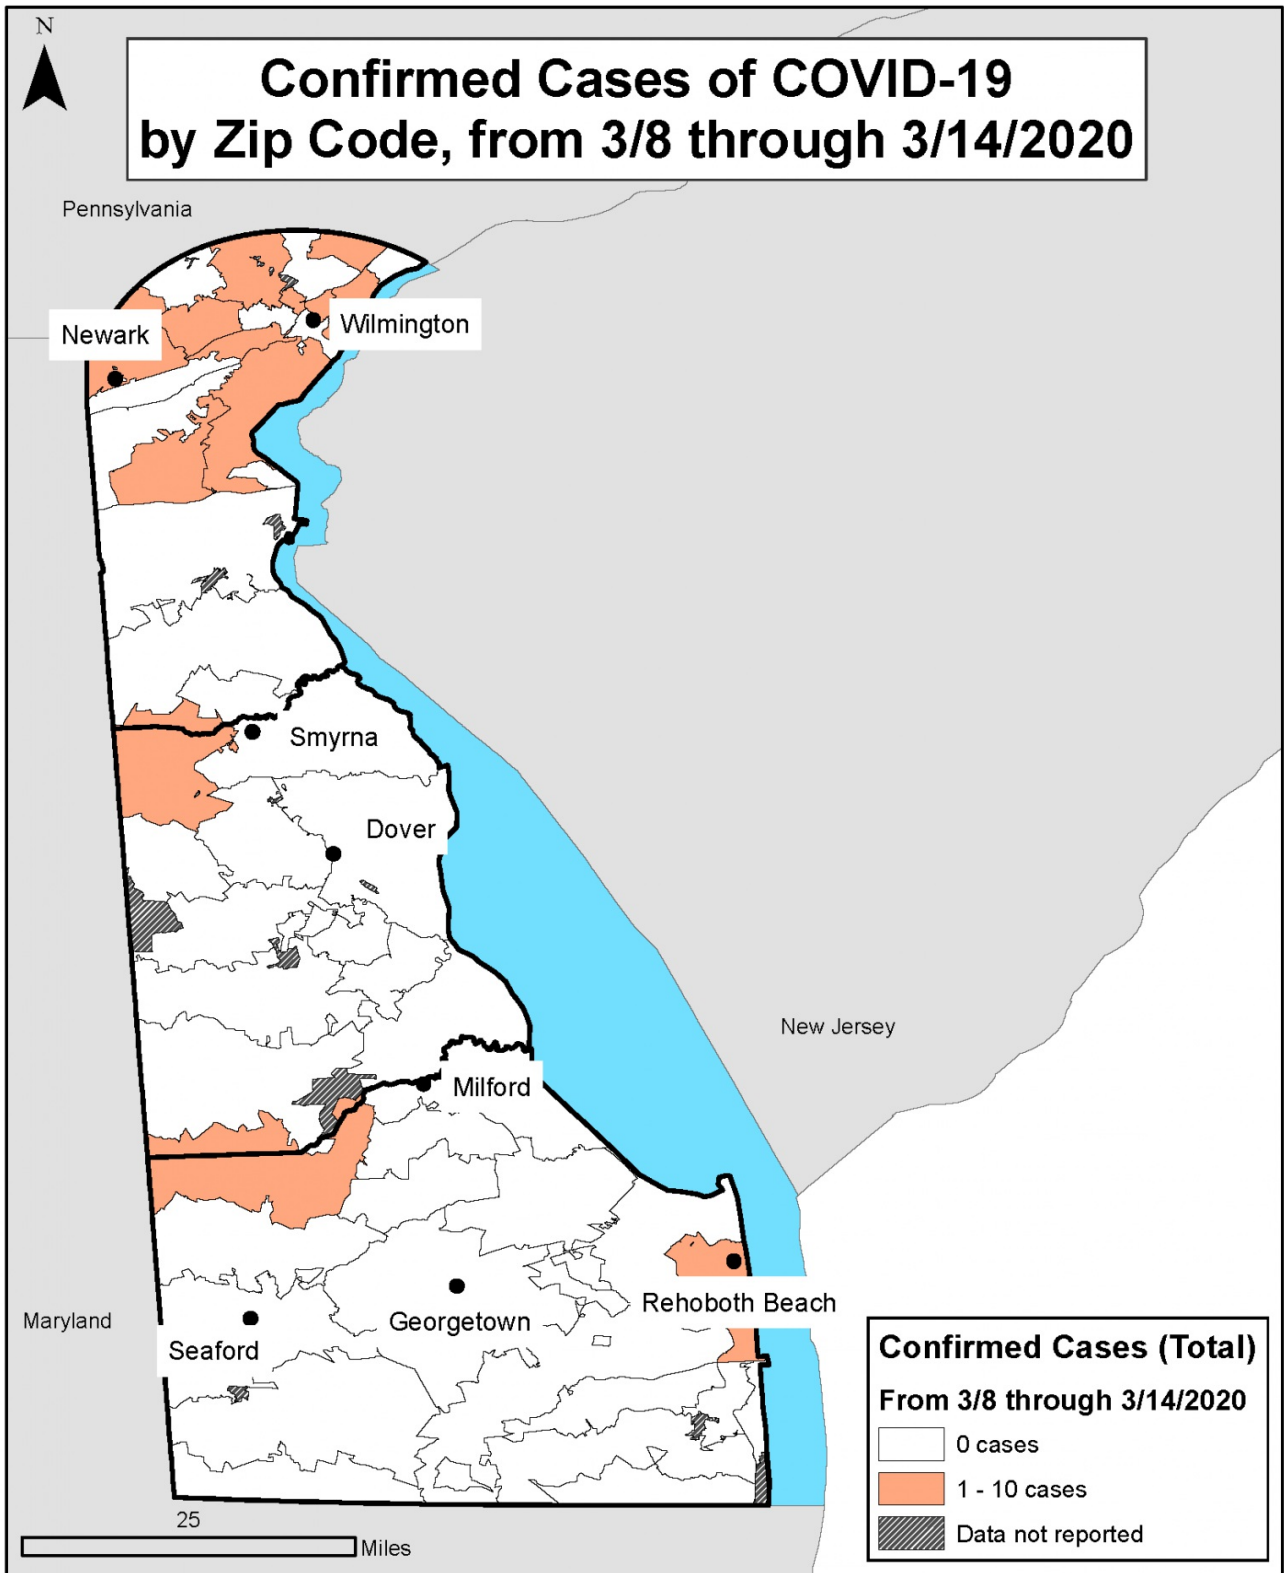 N
Confirmed Cases of COVID-19
by Zip Code, from 3/8 through 3/14/2020
Pennsylvania
Newark
Wilmington
Smyrna
Dover
New Jersey
Milford
Rehoboth Beach
Georgetown
Maryland
Seaford
Confirmed Cases (Total)
From 3/8 through 3/14/2020
0 cases
1 - 10 cases
Data not reported
25
Miles